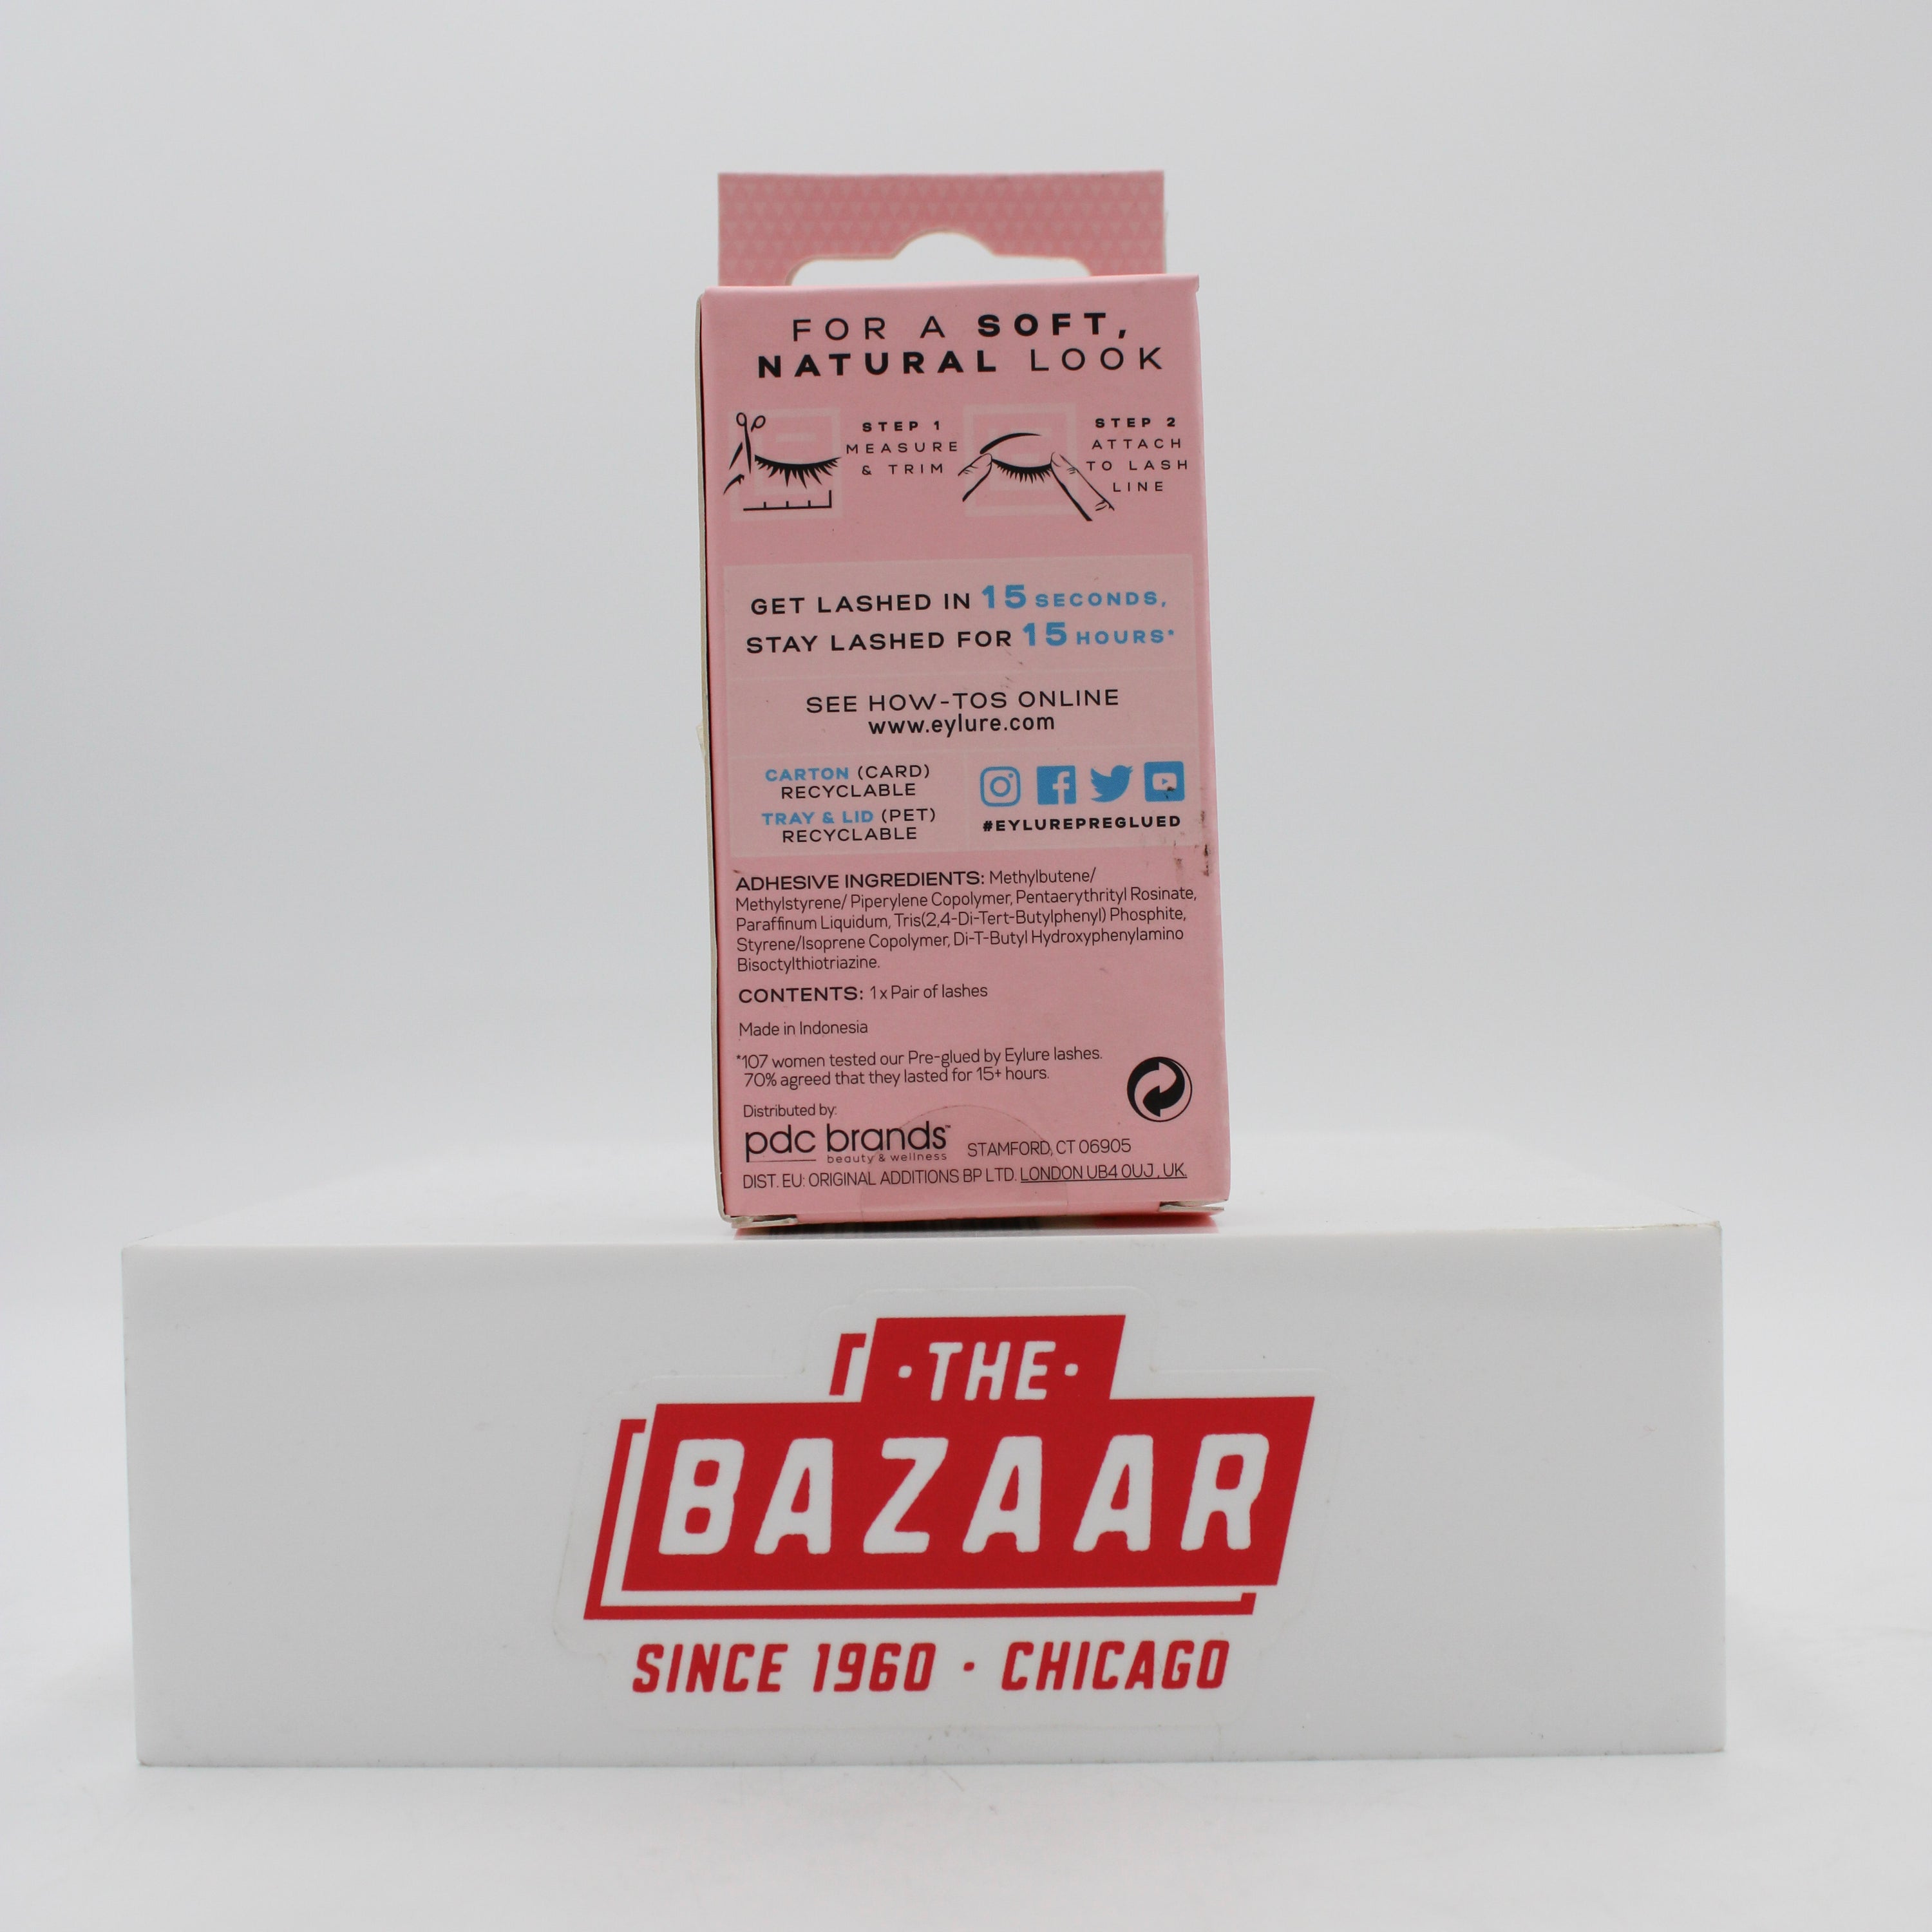 FOR A SOFT,
NATURAL LOOK
STEP 1
MEASURE
& TRIM
STEP 2
ATTACH
TO LASH
LINE
GET LASHED IN 15 SECONDS,
STAY LASHED FOR 15 HOURS*
SEE HOW-TOS ONLINE
www.eylure.com
CARTON (CARD)
RECYCLABLE
TRAY & LID (PET)
RECYCLABLE
#EYLUREPREGLUED
ADHESIVE INGREDIENTS: Methylbutene/
Methylstyrene/ Piperylene Copolymer, Pentaerythrityl Rosinate,
Paraffinum Liquidum, Tris(2,4-Di-Tert-Butylphenyl) Phosphite,
Styrene/Isoprene Copolymer, Di-T-Butyl Hydroxyphenylamino
Bisoctylthiotriazine.
CONTENTS: 1 x Pair of lashes
Made in Indonesia
*107 women tested our Pre-glued by Eylure lashes.
70% agreed that they lasted for 15+ hours.
Distributed by:
pdc brands™
beauty & wellness
STAMFORD, CT 06905
DIST. EU: ORIGINAL ADDITIONS BP LTD. LONDON UB4 0UJ, UK.
·THE·
BAZAAR
SINCE 1960 · CHICAGO